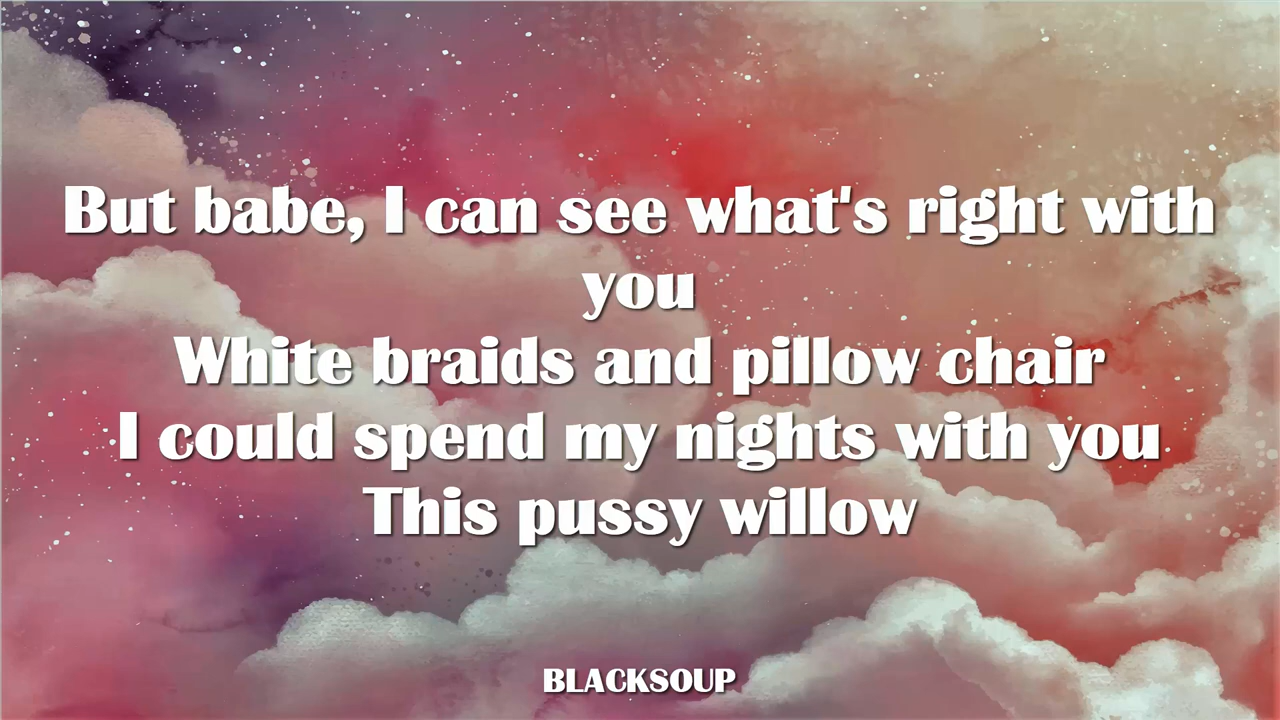 But babe, I can see what's right with
you
White braids and pillow chair
I could spend my nights with you
This pussy willow
BLACKSOUP